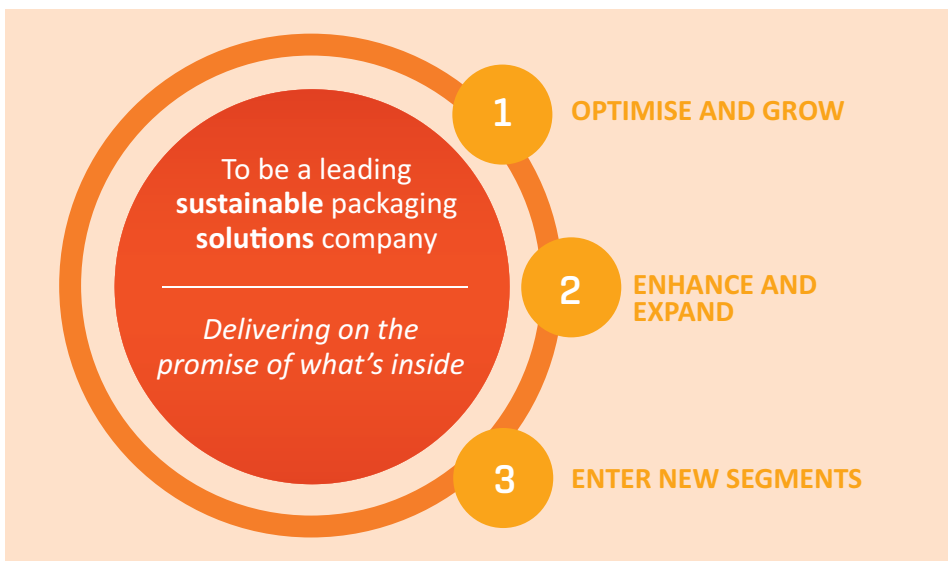 To be a leading
sustainable packaging
solutions company
Delivering on the
promise of what's inside
1
OPTIMISE AND GROW
2
ENHANCE AND
EXPAND
3
ENTER NEW SEGMENTS